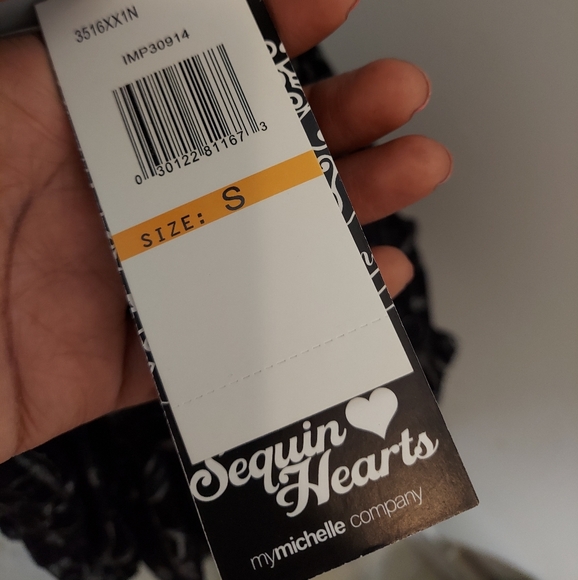 3516XX1N
IMP30914
0 30122 81167 3
SIZE: S
Sequin
Hearts
mymichelle company